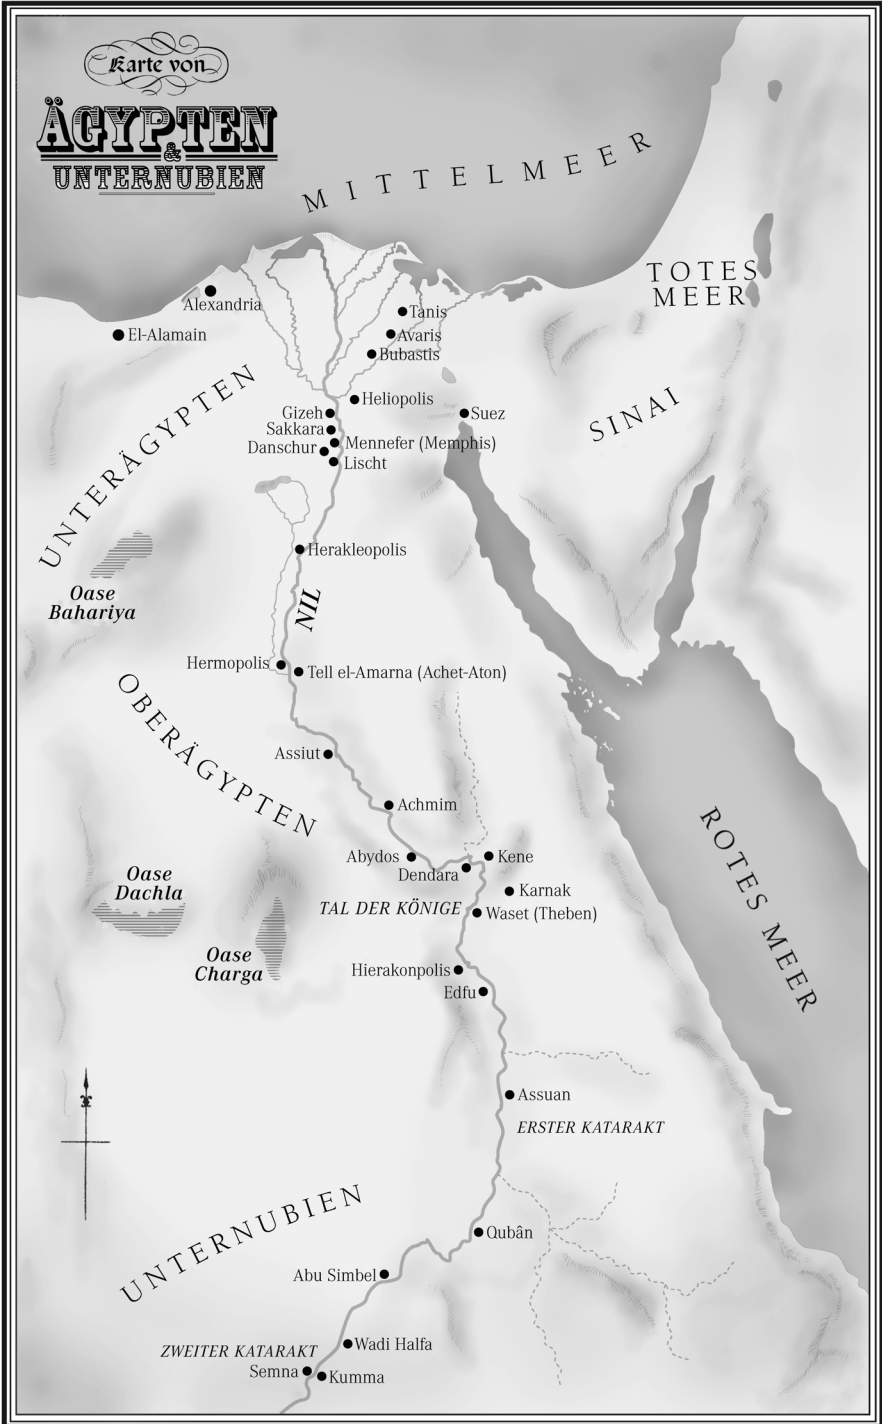 Karte von
ÄGYPTEN
&
UNTERNUBIEN
MITTELMEER
TOTES
MEER
Alexandria
El-Alamain
Tanis
Avaris
Bubastis
UNTERÄGYPTEN
Heliopolis
Gizeh
Suez
SINAI
Sakkara
Mennefer (Memphis)
Danschur
Lischt
Herakleopolis
Oase
Bahariya
NIL
Hermopolis
Tell el-Amarna (Achet-Aton)
OBERÄGYPTEN
Assiut
Achmim
ROTES MEER
Abydos
Kene
Dendara
Oase
Dachla
Karnak
TAL DER KÖNIGE
Waset (Theben)
Oase
Charga
Hierakonpolis
Edfu
Assuan
ERSTER KATARAKT
UNTERNUBIEN
Qubân
Abu Simbel
Wadi Halfa
ZWEITER KATARAKT
Semna
Kumma